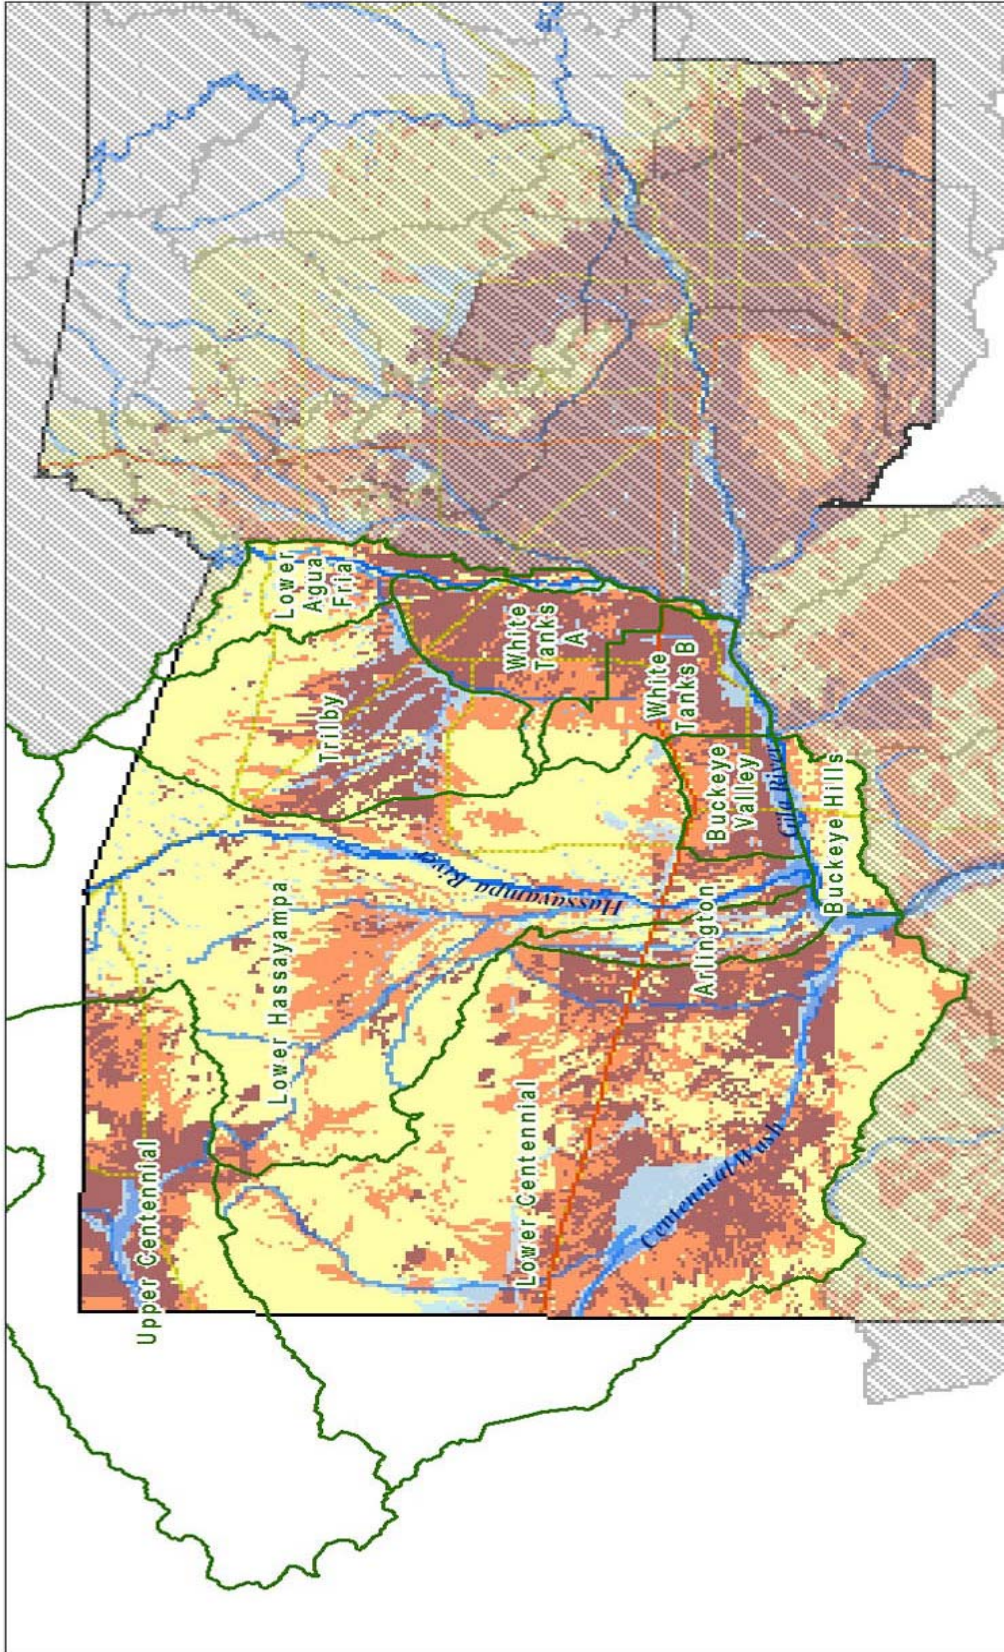 Upper Centennial
Lower Hassayampa
Trilby
Lower
Agua
Fria
Hassayampa River
White
Tanks
A
Lower Centennial
Arlington
White
Tanks B
Buckeye
Valley
Centennial Wash
Gila River
Buckeye Hills